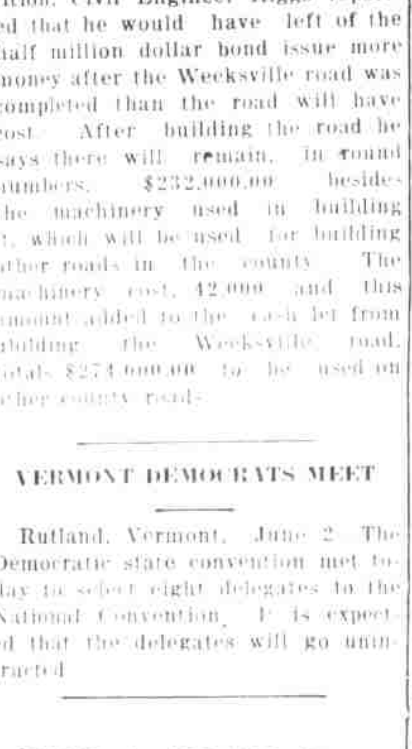 ed that he would have left of the
half million dollar bond issue more
money after the Weeksville road was
completed than the road will have
cost. After building the road he
says there will remain, in round
numbers, $232,000.00 besides
the machinery used in building
it, which will be used for building
other roads in the county. The
machinery cost, 42,000 and this
amount added to the cash left from
building the Weeksville road,
totals $274,000.00 to be used on
other county roads.
VERMONT DEMOCRATS MEET
Rutland, Vermont, June 2 The
Democratic state convention met to-
day to select eight delegates to the
National Convention. It is expect-
ed that the delegates will go unin-
tructed